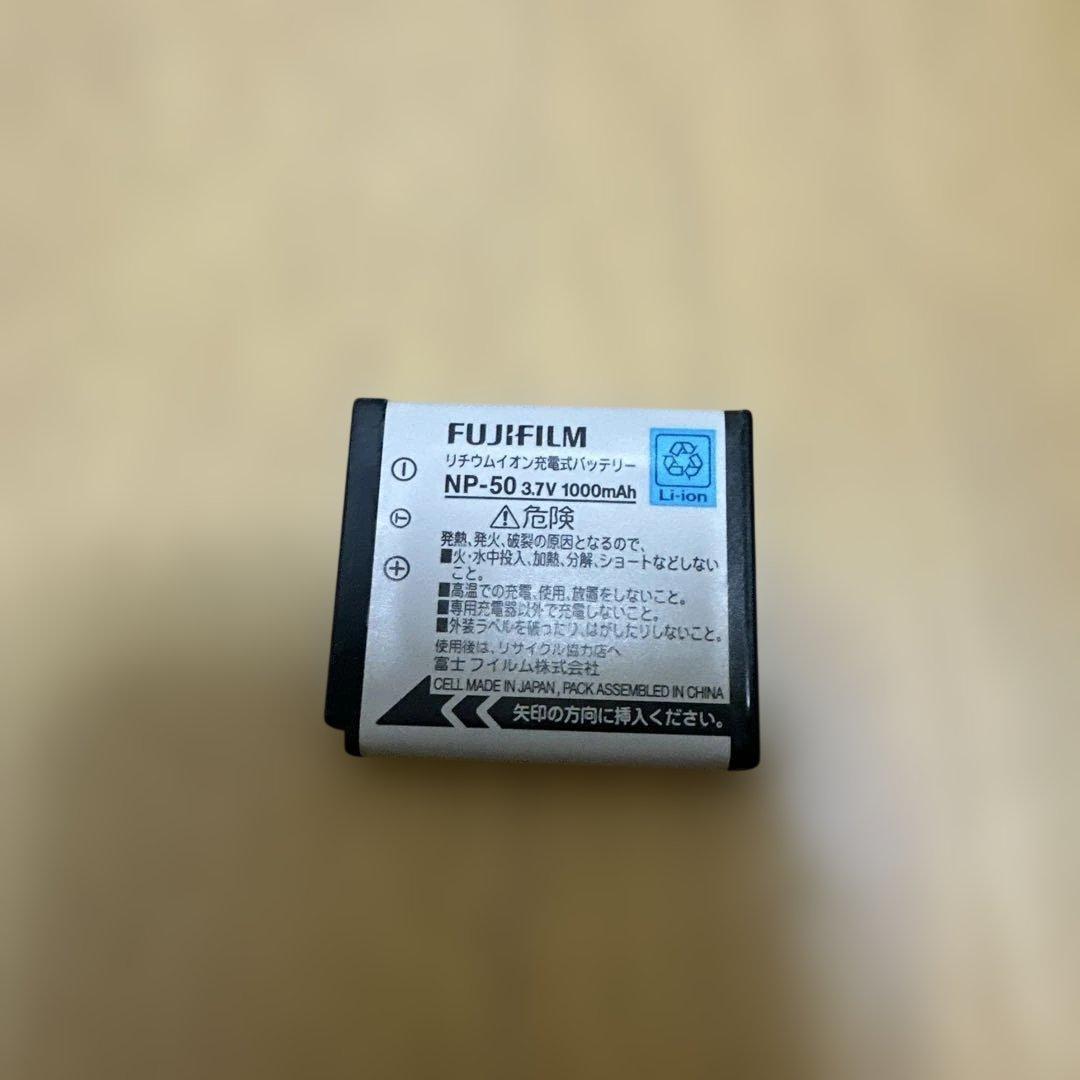 FUJIFILM
リチウムイオン充電式バッテリー
NP-50 3.7V 1000mAh
Li-ion
危険
発熱、発火、破裂の原因となるので、
■火・水中投入、加熱、分解、ショートなどしない
こと。
■高温での充電、使用、放置をしないこと。
■専用充電器以外で充電しないこと。
■外装ラベルを破ったり、はがしたりしないこと。
使用後は、リサイクル協力店へ
富士フイルム株式会社
CELL MADE IN JAPAN, PACK ASSEMBLED IN CHINA
矢印の方向に挿入ください。